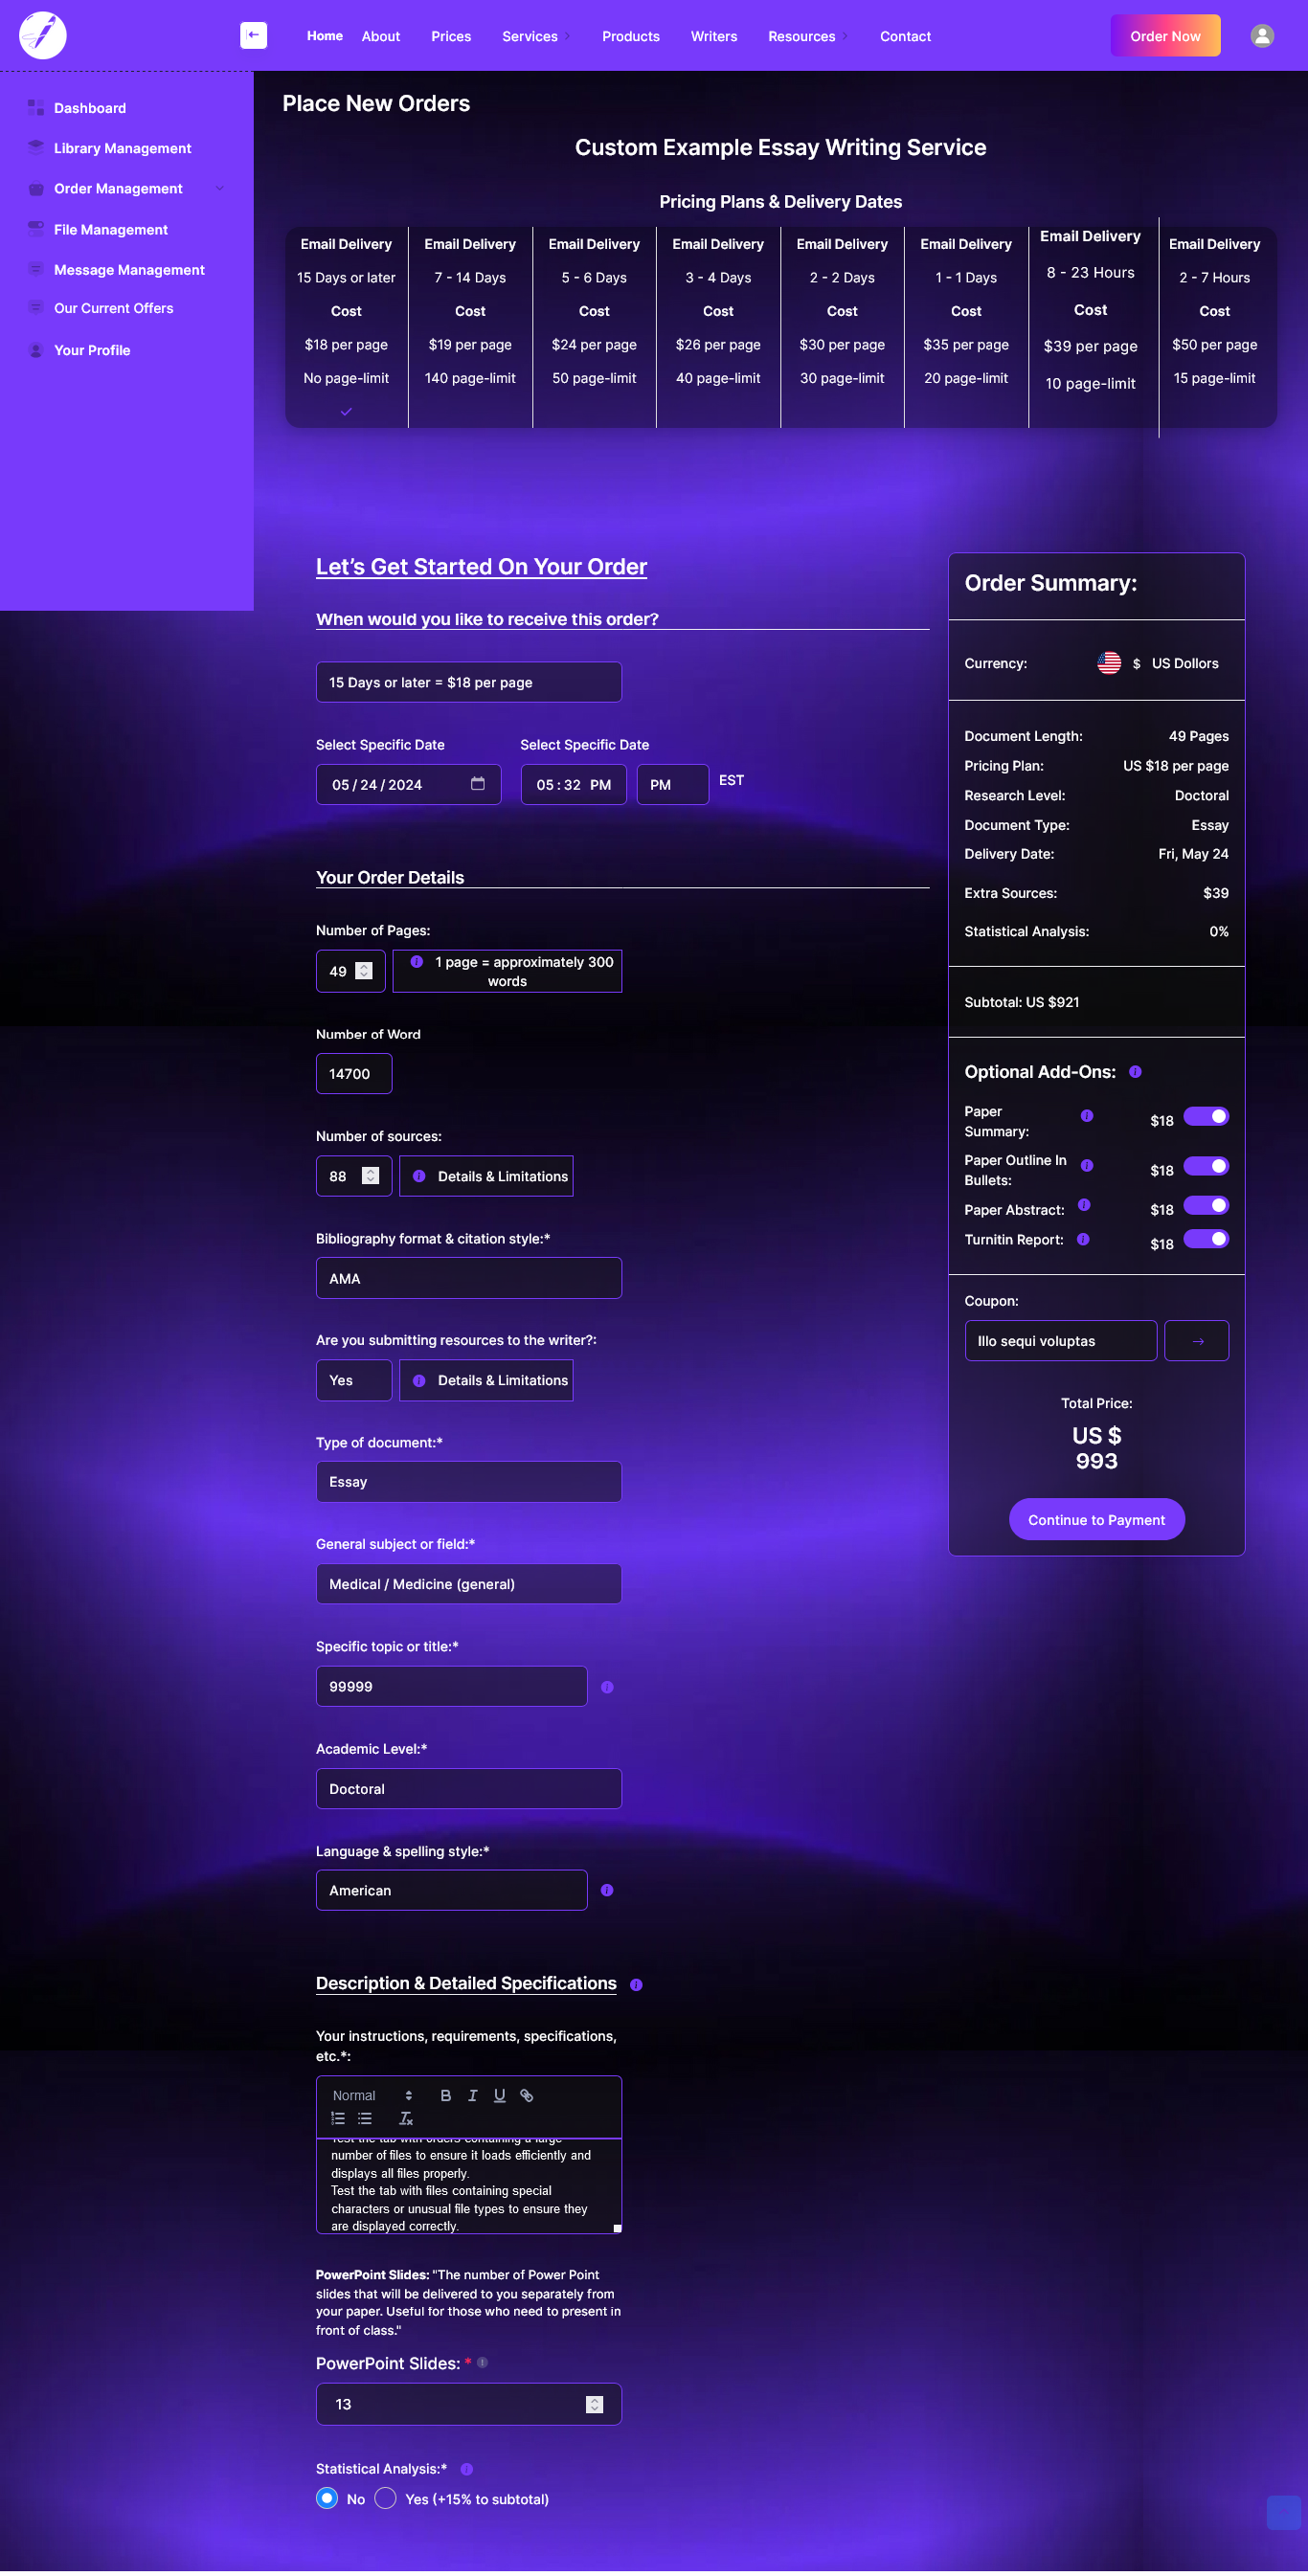 Home About Prices Services Products Writers Resources Contact Order Now
Dashboard
Library Management
Order Management
File Management
Message Management
Our Current Offers
Your Profile
Place New Orders
Custom Example Essay Writing Service
Pricing Plans & Delivery Dates
Email Delivery Email Delivery Email Delivery Email Delivery Email Delivery Email Delivery Email Delivery Email Delivery
15 Days or later 7 - 14 Days 5 - 6 Days 3 - 4 Days 2 - 2 Days 1 - 1 Days 8 - 23 Hours 2 - 7 Hours
Cost Cost Cost Cost Cost Cost Cost Cost
$18 per page $19 per page $24 per page $26 per page $30 per page $35 per page $39 per page $50 per page
No page-limit 140 page-limit 50 page-limit 40 page-limit 30 page-limit 20 page-limit 10 page-limit 15 page-limit
Let's Get Started On Your Order
When would you like to receive this order?
15 Days or later = $18 per page
Select Specific Date Select Specific Date
05 / 24 / 2024 05 : 32 PM PM EST
Your Order Details
Number of Pages:
49 1 page = approximately 300
words
Number of Word
14700
Number of sources:
88 Details & Limitations
Bibliography format & citation style:*
AMA
Are you submitting resources to the writer?:
Yes Details & Limitations
Type of document:*
Essay
General subject or field:*
Medical / Medicine (general)
Specific topic or title:*
99999
Academic Level:*
Doctoral
Language & spelling style:*
American
Description & Detailed Specifications
Your instructions, requirements, specifications,
etc.*:
Normal
Test the tab with orders containing a large
number of files to ensure it loads efficiently and
displays all files properly.
Test the tab with files containing special
characters or unusual file types to ensure they
are displayed correctly.
PowerPoint Slides: "The number of Power Point
slides that will be delivered to you separately from
your paper. Useful for those who need to present in
front of class."
PowerPoint Slides: *
13
Statistical Analysis:*
No Yes (+15% to subtotal)
Order Summary:
Currency: $ US Dollors
Document Length: 49 Pages
Pricing Plan: US $18 per page
Research Level: Doctoral
Document Type: Essay
Delivery Date: Fri, May 24
Extra Sources: $39
Statistical Analysis: 0%
Subtotal: US $921
Optional Add-Ons:
Paper
Summary: $18
Paper Outline In
Bullets: $18
Paper Abstract: $18
Turnitin Report: $18
Coupon:
Illo sequi voluptas
Total Price:
US $
993
Continue to Payment